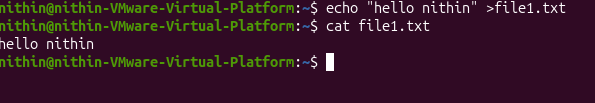 nithin@nithin-VMware-Virtual-Platform:~$ echo "hello nithin" >file1.txt
nithin@nithin-VMware-Virtual-Platform:~$ cat file1.txt
hello nithin
nithin@nithin-VMware-Virtual-Platform:~$